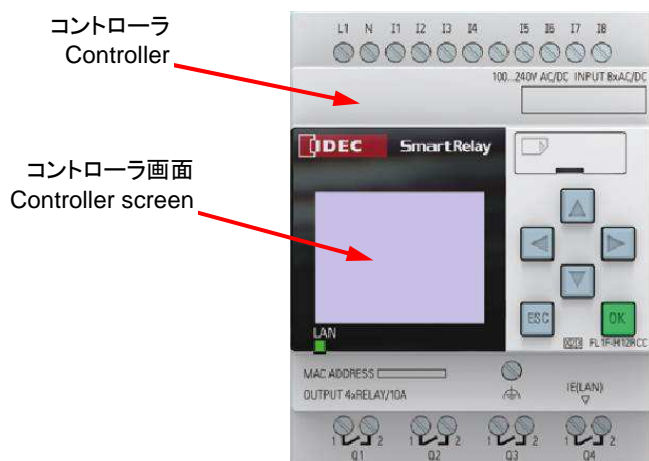 コントローラ
Controller
L1 N I1 I2 I3 I4 I5 I6 I7 I8
100...240V AC/DC INPUT 8xAC/DC
IDEC SmartRelay
コントローラ画面
Controller screen
ESC OK
LAN
FL1F-H12RCC
MAC ADDRESS
OUTPUT 4xRELAY/10A
IE(LAN)
1 2 1 2 1 2 1 2
Q1 Q2 Q3 Q4